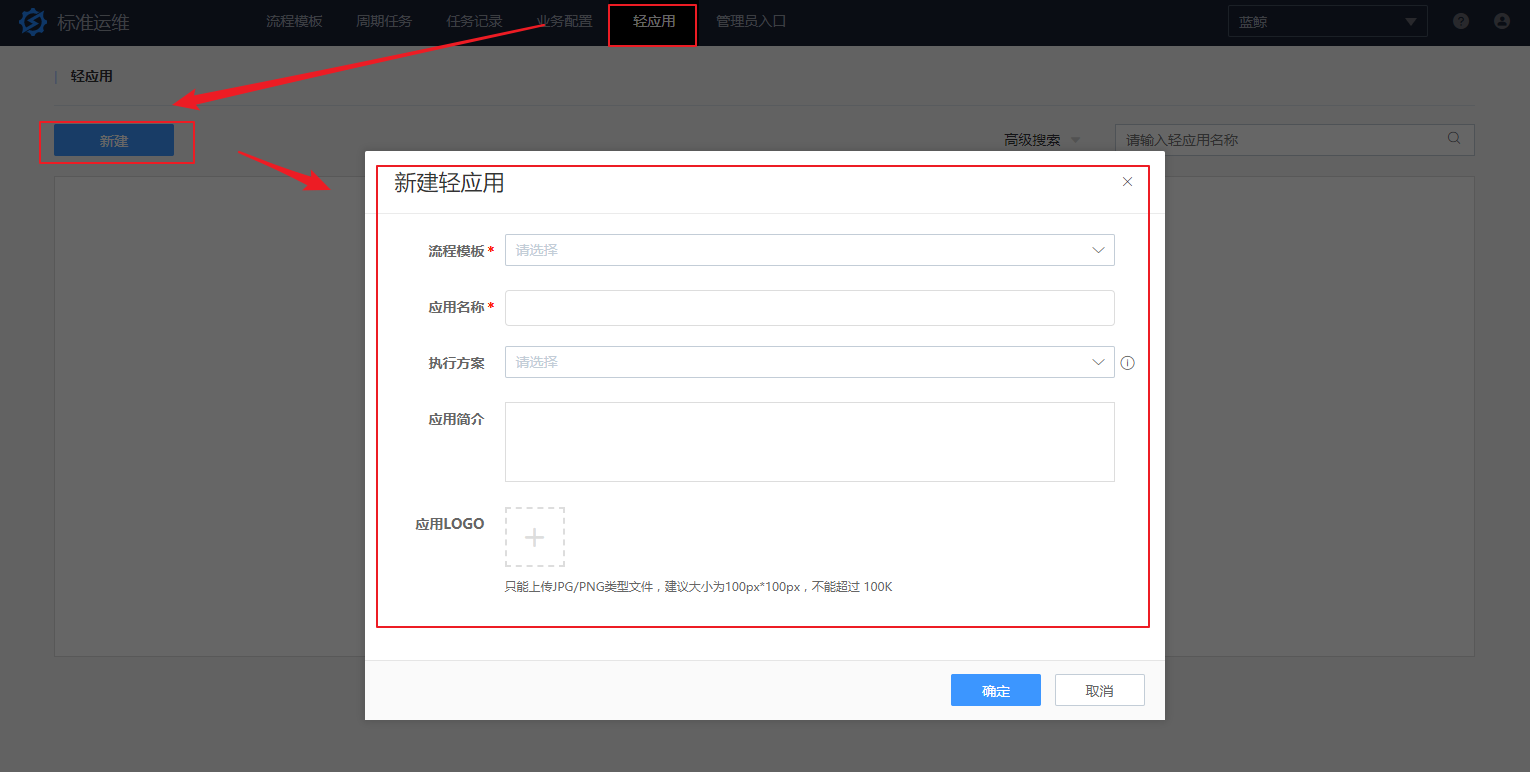 标准运维 流程模板 周期任务 任务记录 业务配置 轻应用 管理员入口 蓝鲸
轻应用
新建 高级搜索 请输入轻应用名称
新建轻应用
流程模板* 请选择
应用名称*
执行方案 请选择
应用简介
应用LOGO
只能上传JPG/PNG类型文件，建议大小为100px*100px，不能超过 100K
确定 取消